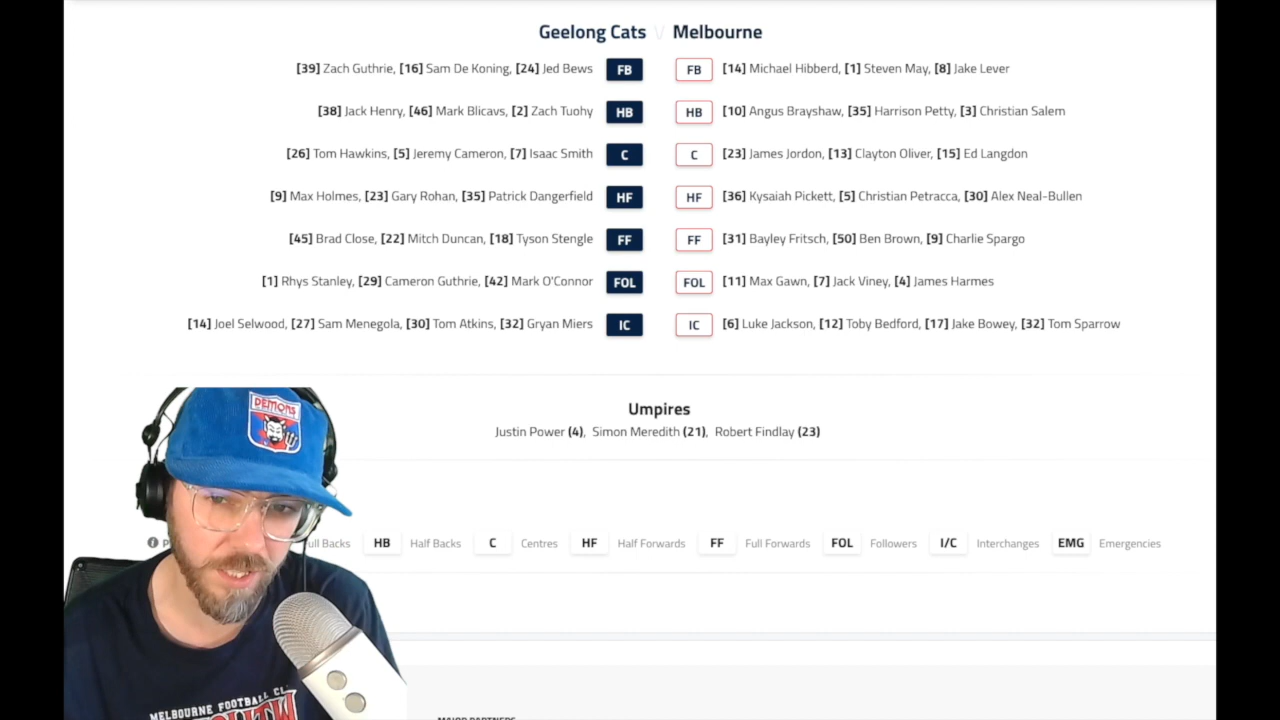 Geelong Cats V Melbourne
[39] Zach Guthrie, [16] Sam De Koning, [24] Jed Bews FB FB [14] Michael Hibberd, [1] Steven May, [8] Jake Lever
[38] Jack Henry, [46] Mark Blicavs, [2] Zach Tuohy HB HB [10] Angus Brayshaw, [35] Harrison Petty, [3] Christian Salem
[26] Tom Hawkins, [5] Jeremy Cameron, [7] Isaac Smith C C [23] James Jordon, [13] Clayton Oliver, [15] Ed Langdon
[9] Max Holmes, [23] Gary Rohan, [35] Patrick Dangerfield HF HF [36] Kysaiah Pickett, [5] Christian Petracca, [30] Alex Neal-Bullen
[45] Brad Close, [22] Mitch Duncan, [18] Tyson Stengle FF FF [31] Bayley Fritsch, [50] Ben Brown, [9] Charlie Spargo
[1] Rhys Stanley, [29] Cameron Guthrie, [42] Mark O'Connor FOL FOL [11] Max Gawn, [7] Jack Viney, [4] James Harmes
[14] Joel Selwood, [27] Sam Menegola, [30] Tom Atkins, [32] Gryan Miers IC IC [6] Luke Jackson, [12] Toby Bedford, [17] Jake Bowey, [32] Tom Sparrow
Umpires
Justin Power (4), Simon Meredith (21), Robert Findlay (23)
DEMONS
ull Backs HB Half Backs C Centres HF Half Forwards FF Full Forwards FOL Followers I/C Interchanges EMG Emergencies
MELBOURNE FOOTBALL CL